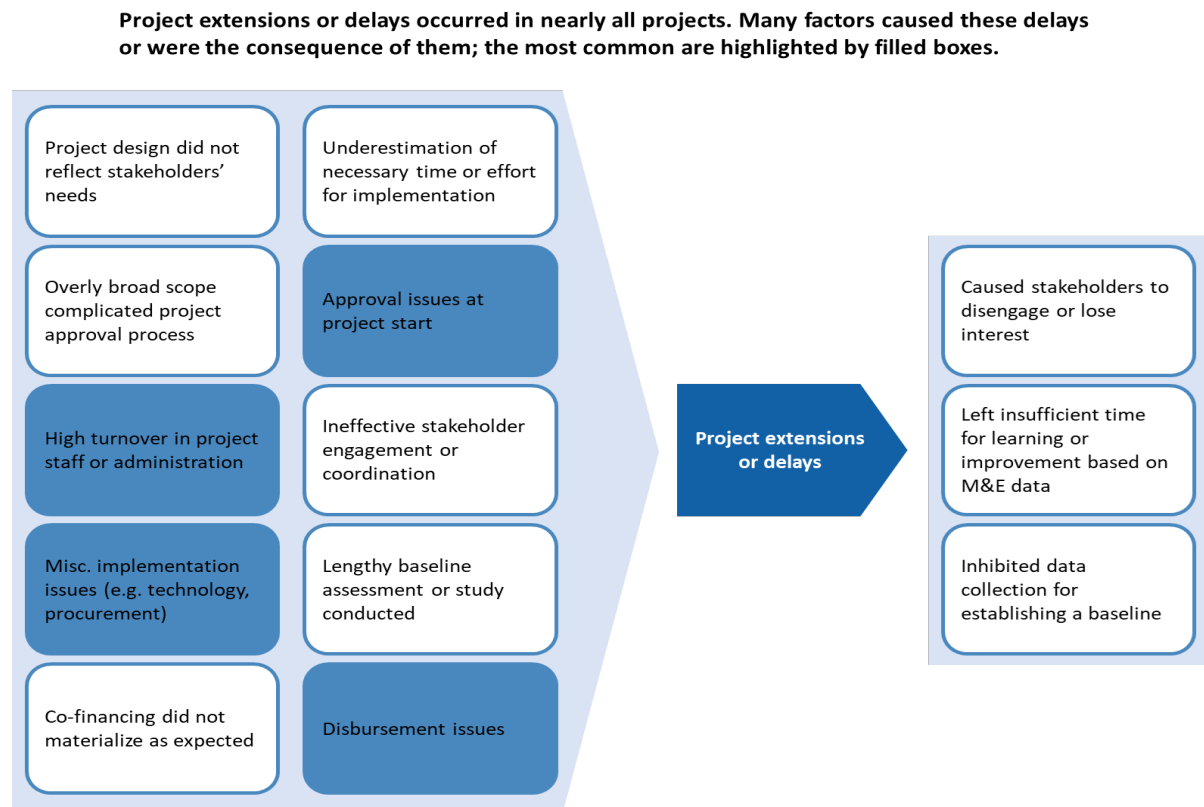 Project extensions or delays occurred in nearly all projects. Many factors caused these delays
or were the consequence of them; the most common are highlighted by filled boxes.
Project design did not
reflect stakeholders’
needs
Underestimation of
necessary time or effort
for implementation
Overly broad scope
complicated project
approval process
Approval issues at
project start
High turnover in project
staff or administration
Ineffective stakeholder
engagement or
coordination
Misc. implementation
issues (e.g. technology,
procurement)
Lengthy baseline
assessment or study
conducted
Co-financing did not
materialize as expected
Disbursement issues
Project extensions
or delays
Caused stakeholders to
disengage or lose
interest
Left insufficient time
for learning or
improvement based on
M&E data
Inhibited data
collection for
establishing a baseline